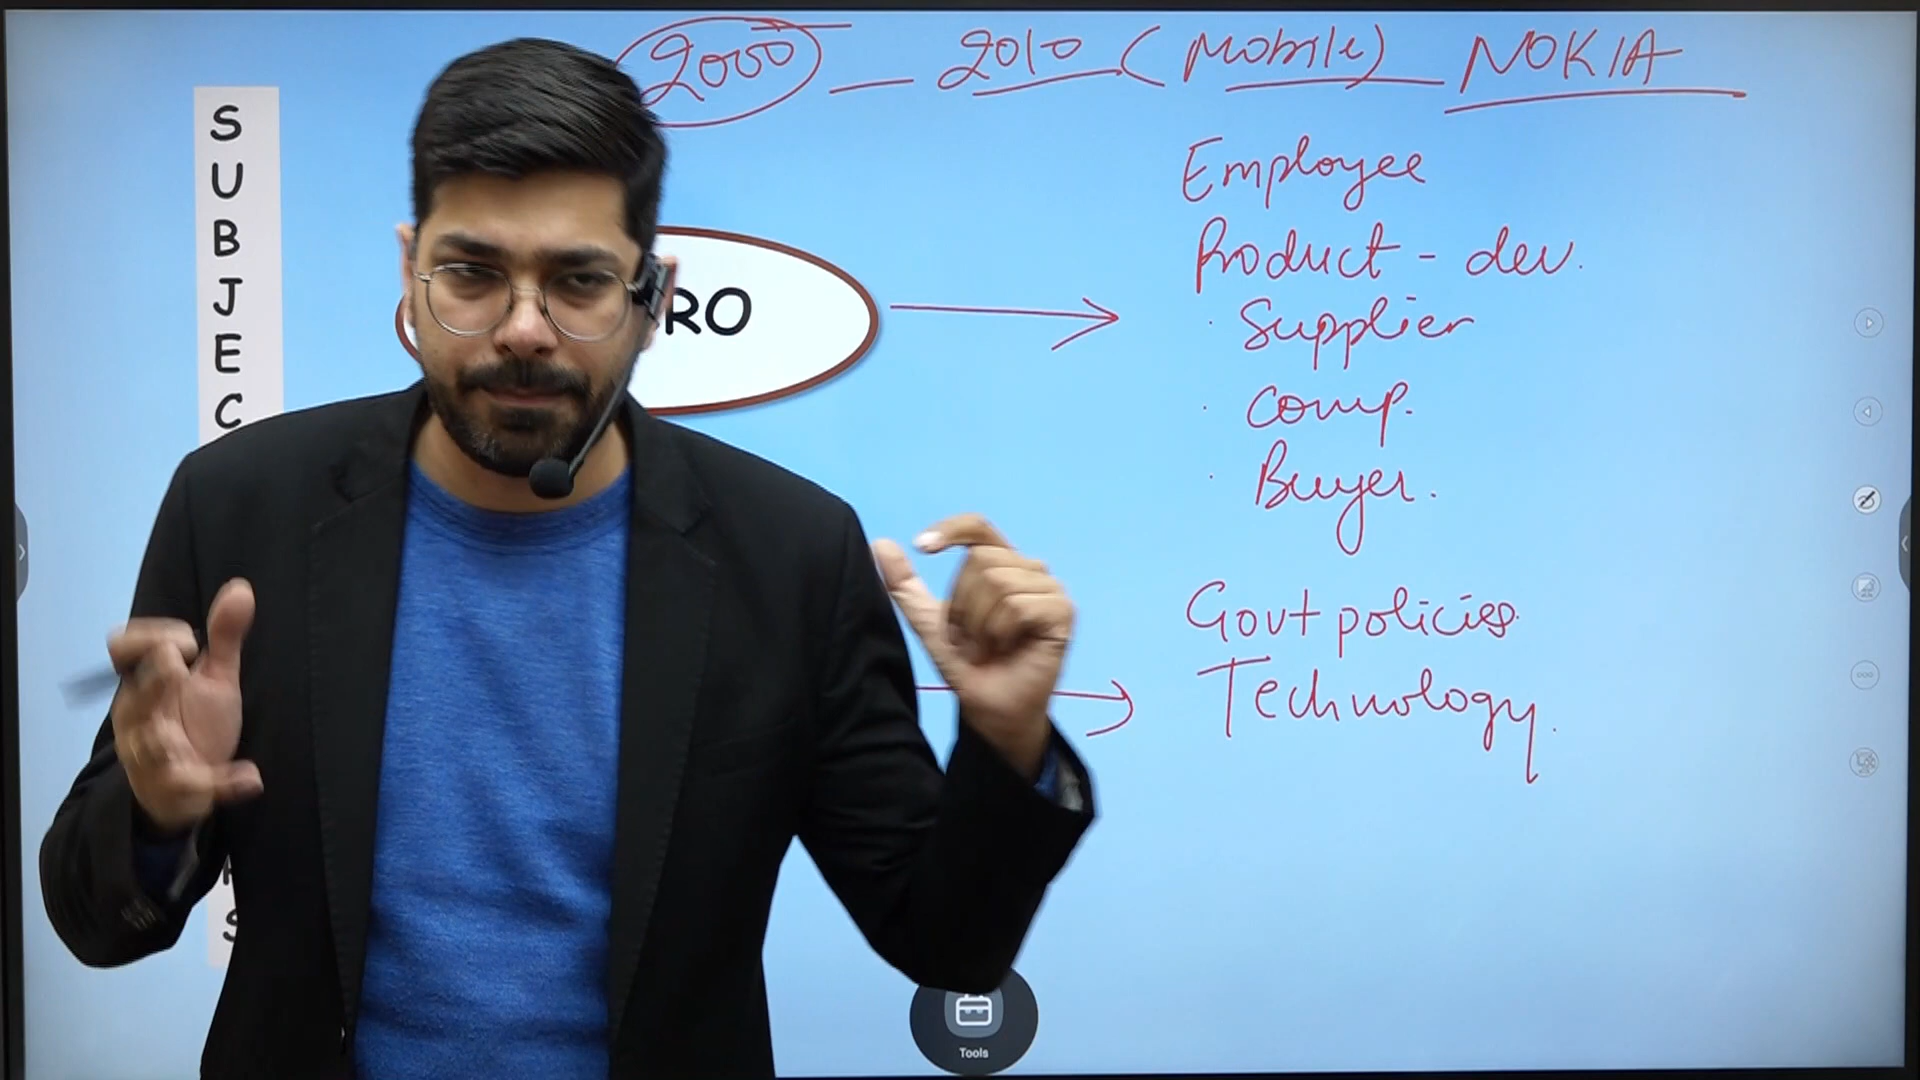 2000 — 2010 (Mobile) NOKIA
S
U
B
J
E
C
S
RO
Employee
Product - dev.
Supplier
Comp.
Buyer.
Govt policies
Technology.
Tools